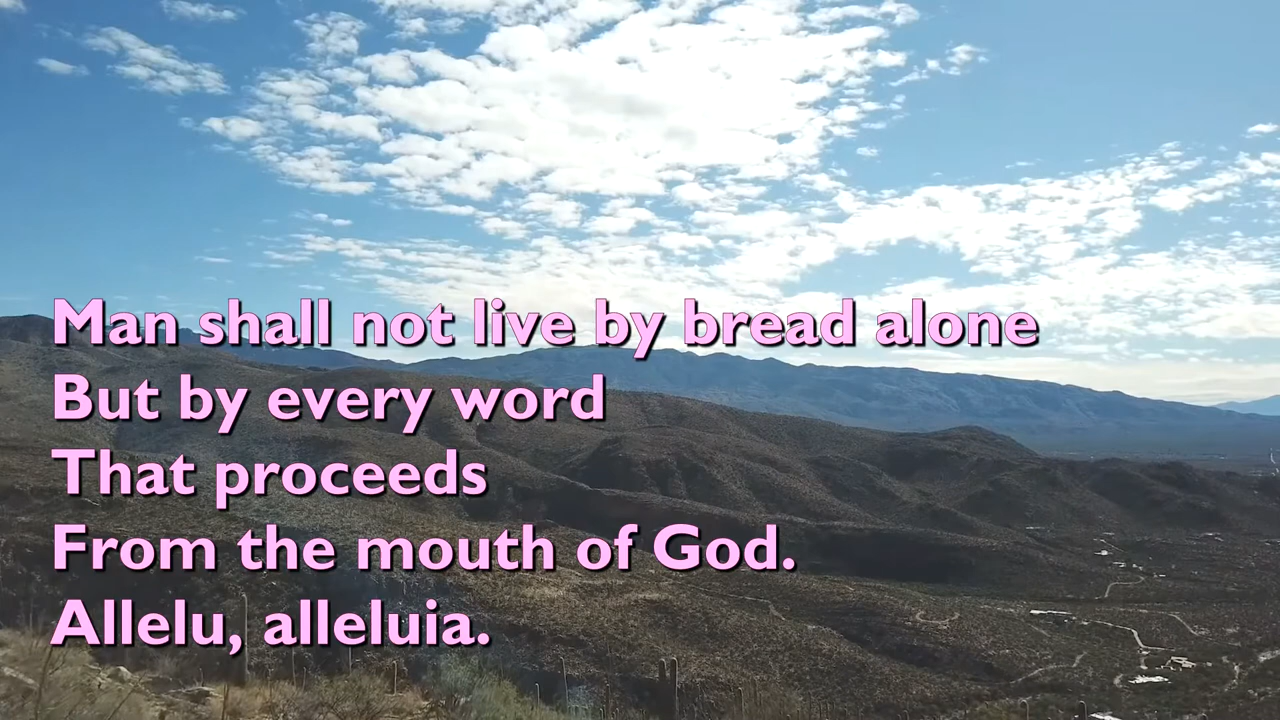 Man shall not live by bread alone
But by every word
That proceeds
From the mouth of God.
Allelu, alleluia.